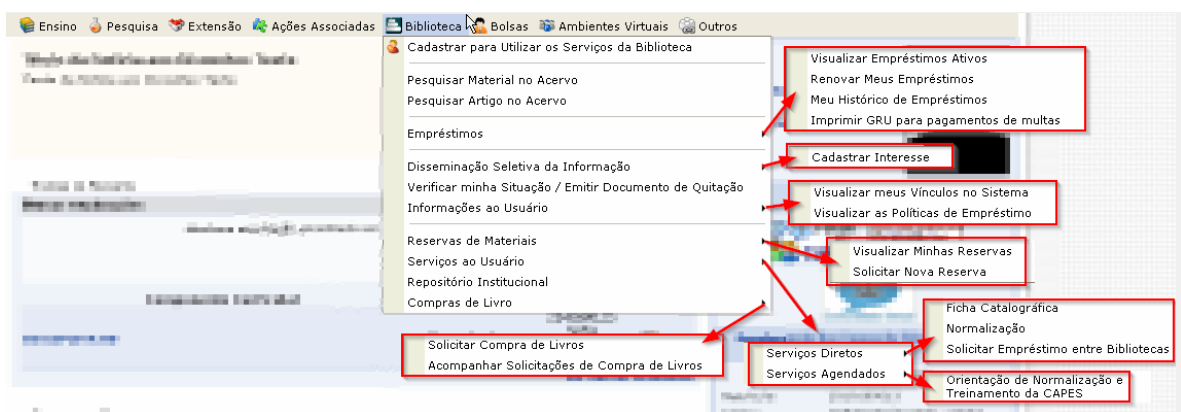 Ensino Pesquisa Extensão Ações Associadas Biblioteca Bolsas Ambientes Virtuais Outros
Cadastrar para Utilizar os Serviços da Biblioteca
Pesquisar Material no Acervo
Pesquisar Artigo no Acervo
Empréstimos
Visualizar Empréstimos Ativos
Renovar Meus Empréstimos
Meu Histórico de Empréstimos
Imprimir GRU para pagamentos de multas
Disseminação Seletiva da Informação
Cadastrar Interesse
Verificar minha Situação / Emitir Documento de Quitação
Informações ao Usuário
Visualizar meus Vínculos no Sistema
Visualizar as Políticas de Empréstimo
Reservas de Materiais
Visualizar Minhas Reservas
Solicitar Nova Reserva
Serviços ao Usuário
Repositório Institucional
Compras de Livro
Solicitar Compra de Livros
Acompanhar Solicitações de Compra de Livros
Serviços Diretos
Serviços Agendados
Ficha Catalográfica
Normalização
Solicitar Empréstimo entre Bibliotecas
Orientação de Normalização e
Treinamento da CAPES